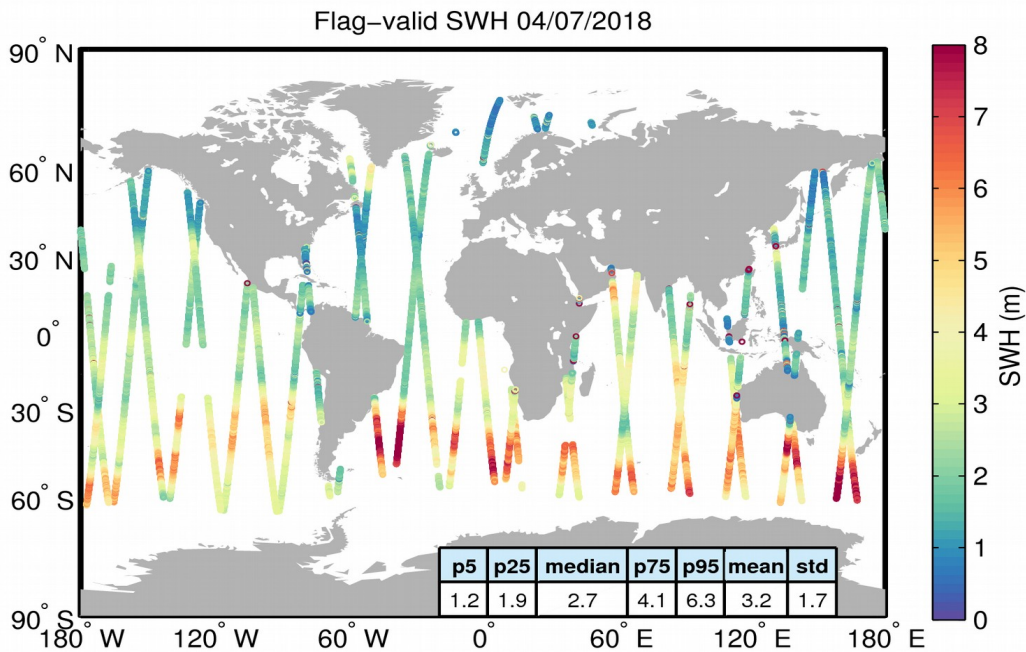 Flag−valid SWH 04/07/2018
90° N
60° N
30° N
0°
30° S
60° S
90° S
180° W
120° W
60° W
0°
60° E
120° E
180° E
p5 p25 median p75 p95 mean std
1.2 1.9 2.7 4.1 6.3 3.2 1.7
8
7
6
5
4
3
2
1
0
SWH (m)